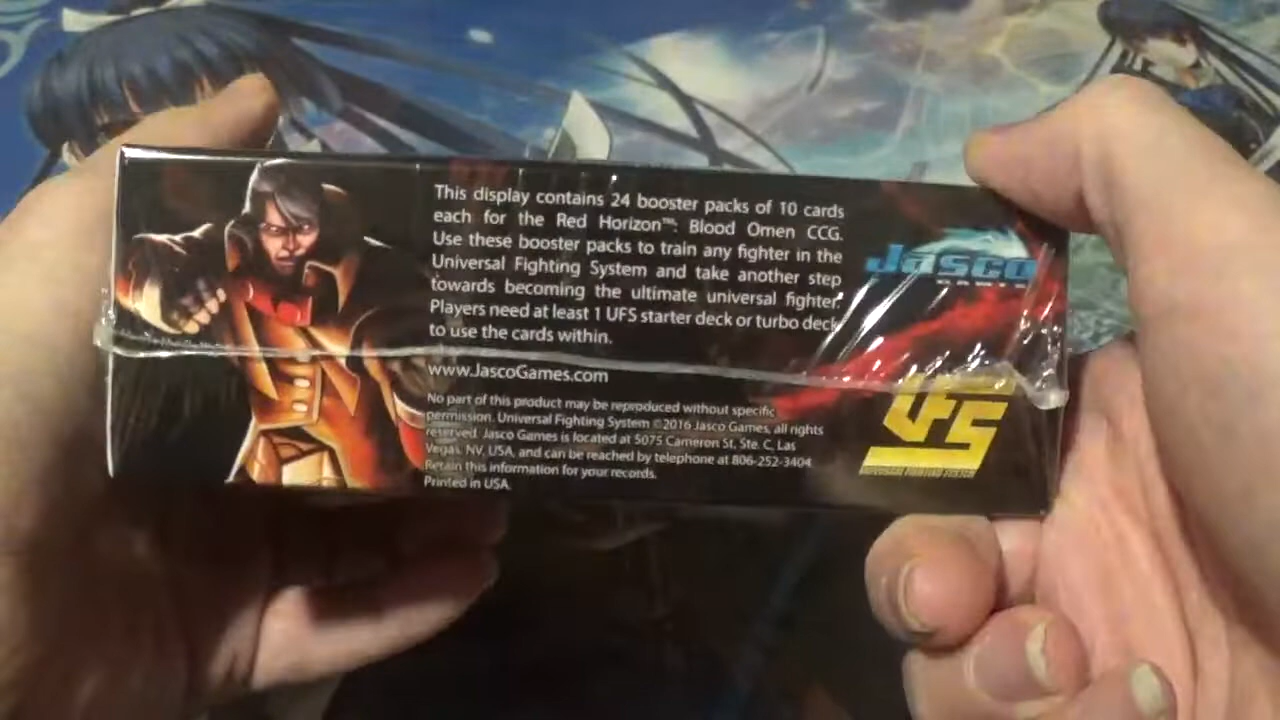 This display contains 24 booster packs of 10 cards
each for the Red Horizon™: Blood Omen CCG.
Use these booster packs to train any fighter in the
Universal Fighting System and take another step
towards becoming the ultimate universal fighter.
Players need at least 1 UFS starter deck or turbo deck
to use the cards within.
www.JascoGames.com
No part of this product may be reproduced without specific
permission. Universal Fighting System ©2016 Jasco Games, all rights
reserved. Jasco Games is located at 5075 Cameron St, Ste. C, Las
Vegas, NV, USA, and can be reached by telephone at 806-252-3404.
Retain this information for your records.
Printed in USA.
Jasco
GAMES
UFS
UNIVERSAL FIGHTING SYSTEM